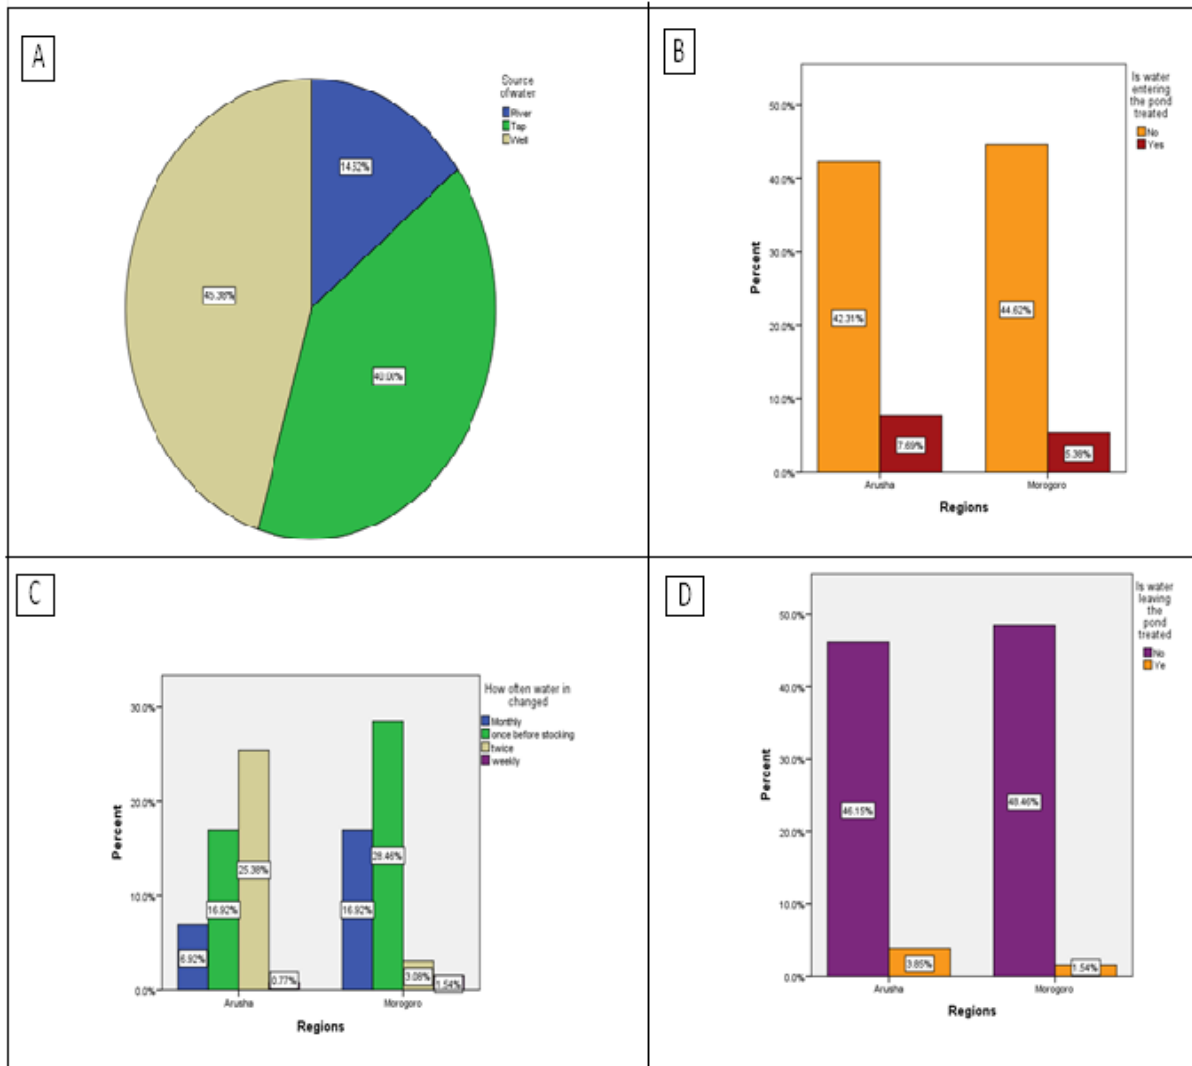 A
Source
of water
River
Tap
Well
14.62%
45.38%
40.00%
B
Is water
entering
the pond
treated
No
Yes
50.0%
40.0%
30.0%
20.0%
10.0%
0.0%
Percent
42.31%
7.69%
44.62%
5.38%
Arusha
Morogoro
Regions
C
How often water in
changed
Monthly
once before stocking
twice
weekly
30.0%
20.0%
10.0%
0.0%
Percent
6.92%
16.92%
25.38%
0.77%
16.92%
28.46%
3.08%
1.54%
Arusha
Morogoro
Regions
D
Is water
leaving
the
pond
treated
No
Ye
50.0%
40.0%
30.0%
20.0%
10.0%
0.0%
Percent
46.15%
3.85%
48.46%
1.54%
Arusha
Morogoro
Regions